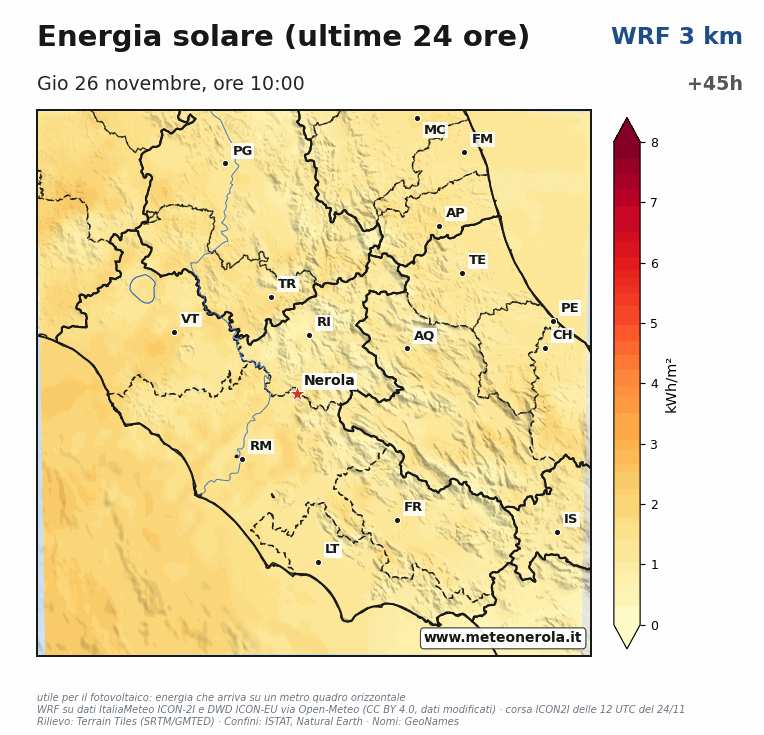 Energia solare (ultime 24 ore)
WRF 3 km
Gio 26 novembre, ore 10:00
+45h
MC
FM
PG
AP
TE
TR
PE
VT
RI
AQ
CH
Nerola
RM
FR
IS
LT
www.meteonerola.it
8
7
6
5
4
3
2
1
0
kWh/m²
utile per il fotovoltaico: energia che arriva su un metro quadro orizzontale
WRF su dati ItaliaMeteo ICON-2I e DWD ICON-EU via Open-Meteo (CC BY 4.0, dati modificati) · corsa ICON2I delle 12 UTC del 24/11
Rilievo: Terrain Tiles (SRTM/GMTED) · Confini: ISTAT, Natural Earth · Nomi: GeoNames